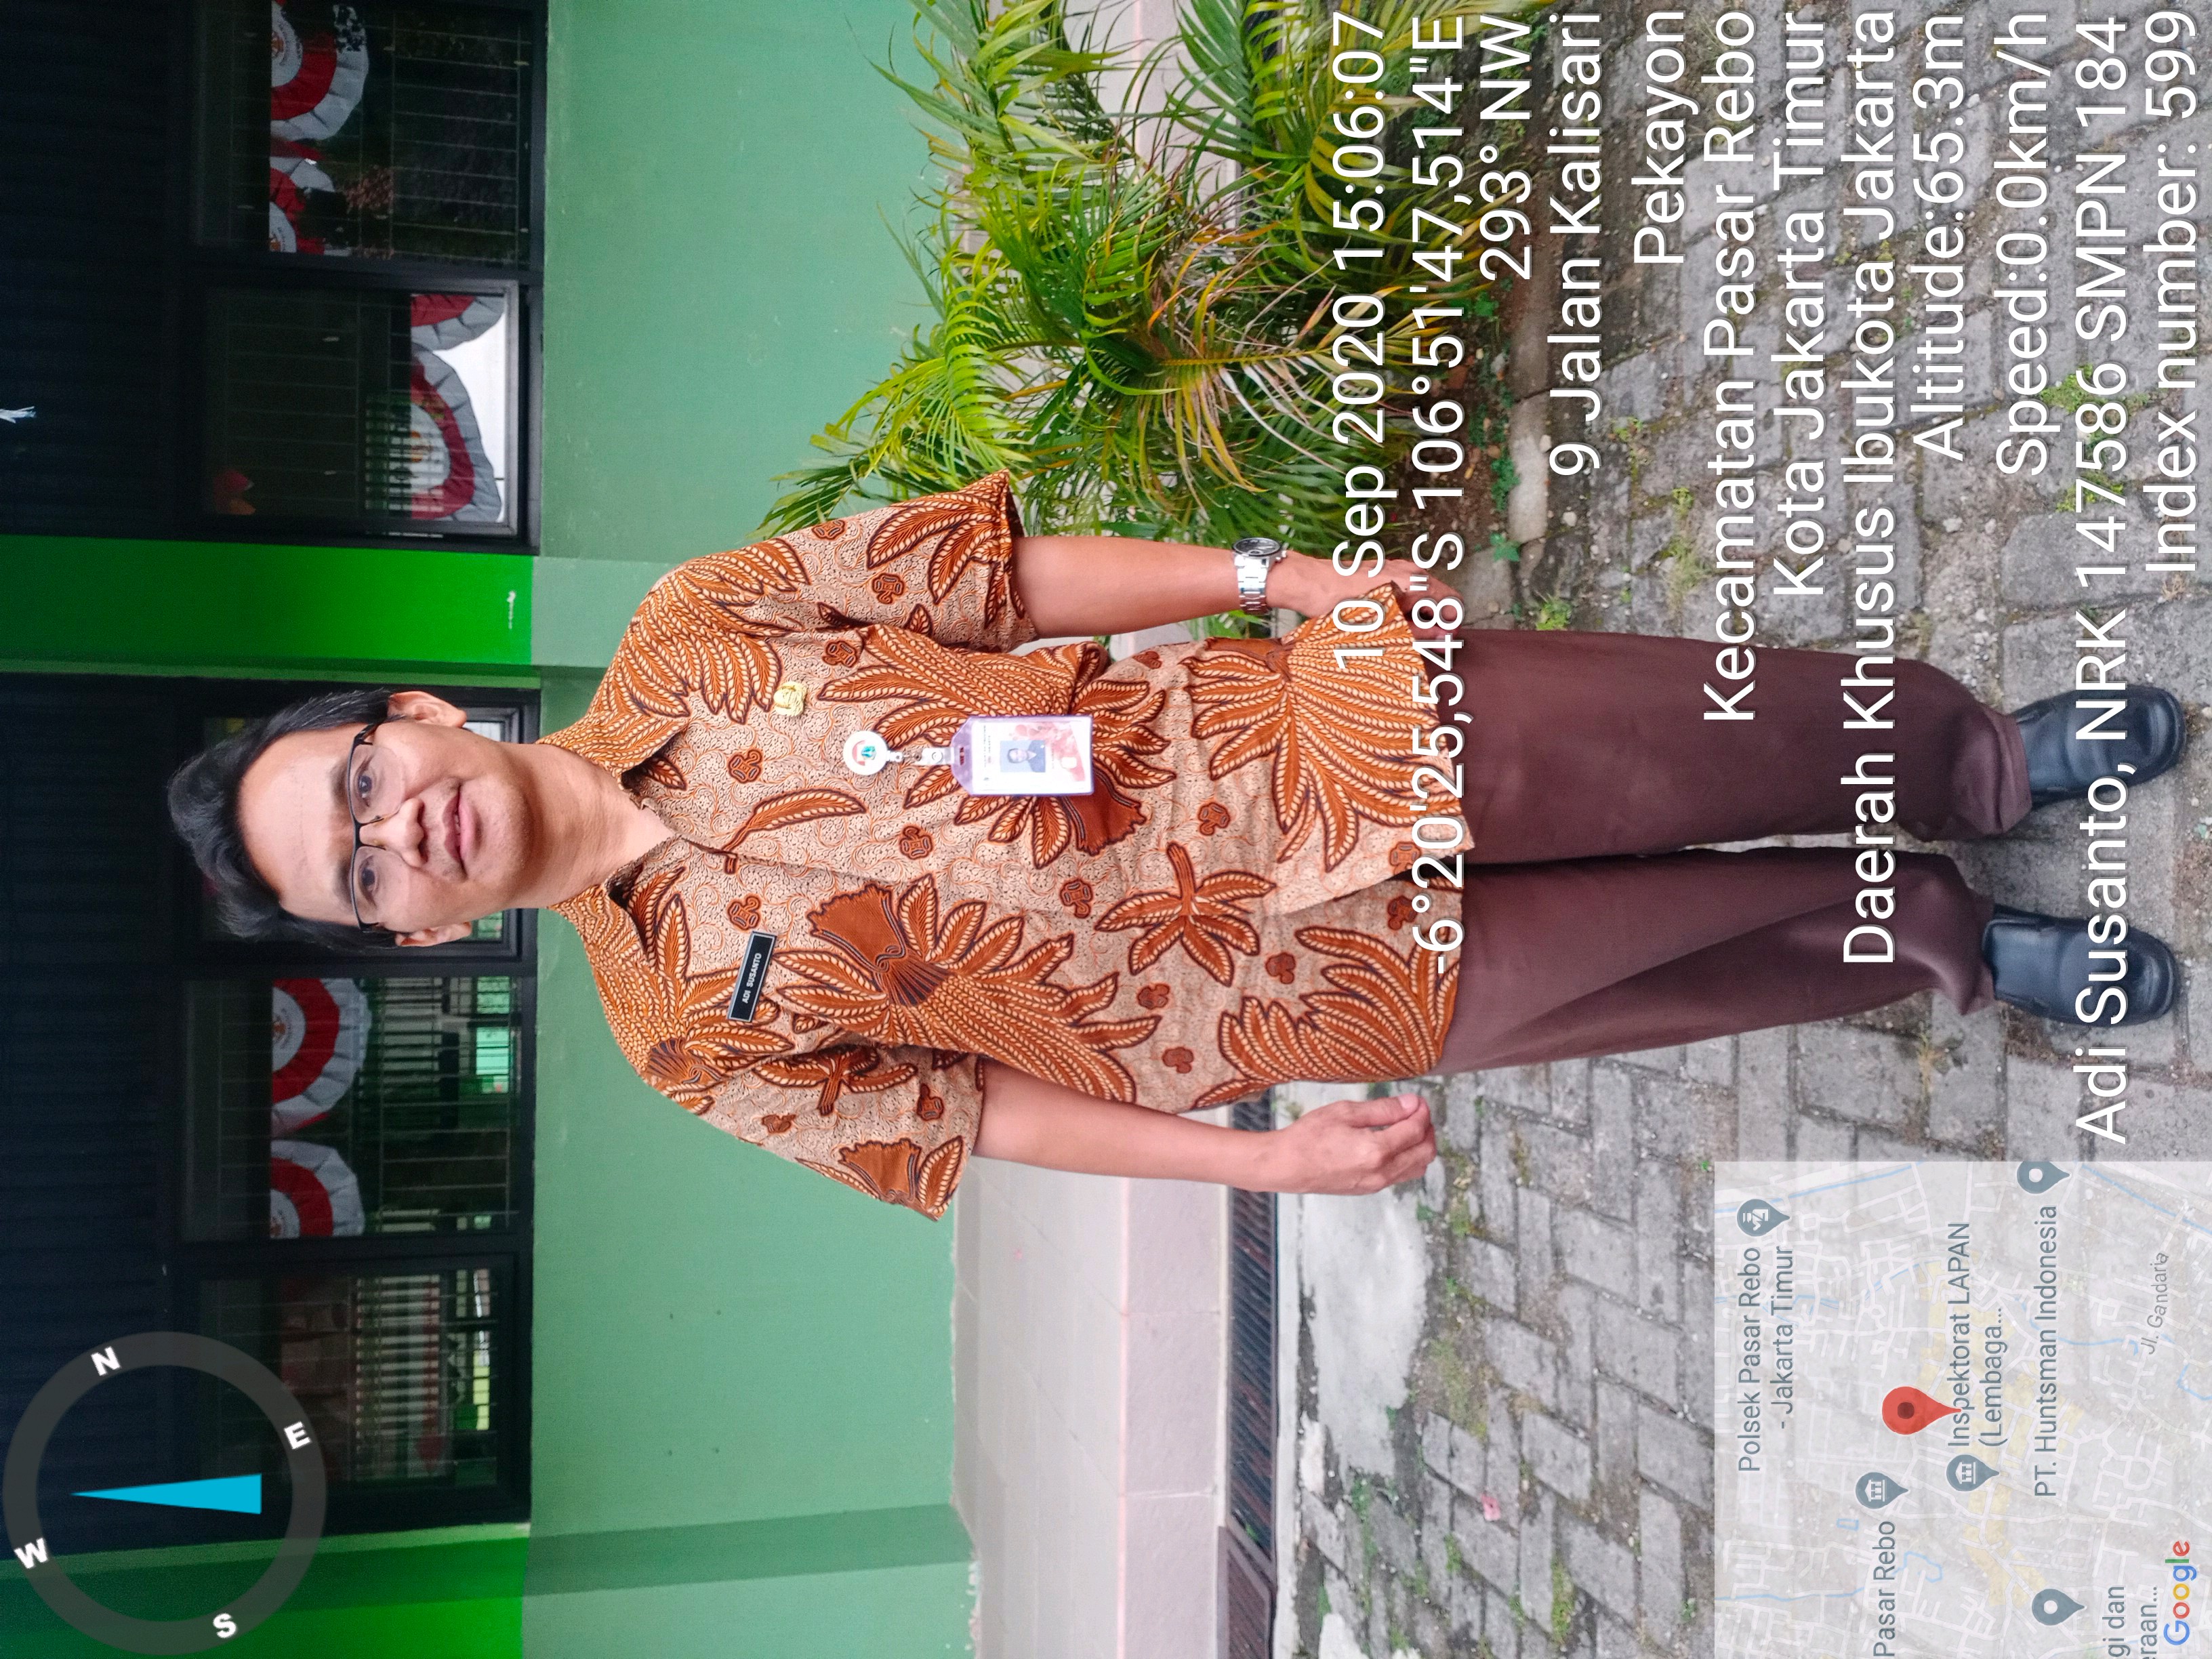 W
N
S
E
ADI SUSANTO
10 Sep 2020 15:06:07
-6°20'25,548"S 106°51'47,514"E
293° NW
9 Jalan Kalisari
Pekayon
Kecamatan Pasar Rebo
Kota Jakarta Timur
Daerah Khusus Ibukota Jakarta
Altitude:65.3m
Speed:0.0km/h
Adi Susanto, NRK 147586 SMPN 184
Index number: 599
Polsek Pasar Rebo
- Jakarta Timur
Pasar Rebo
Inspektorat LAPAN
(Lembaga...
PT. Huntsman Indonesia
gi dan
eraan...
Jl. Gandaria
Google